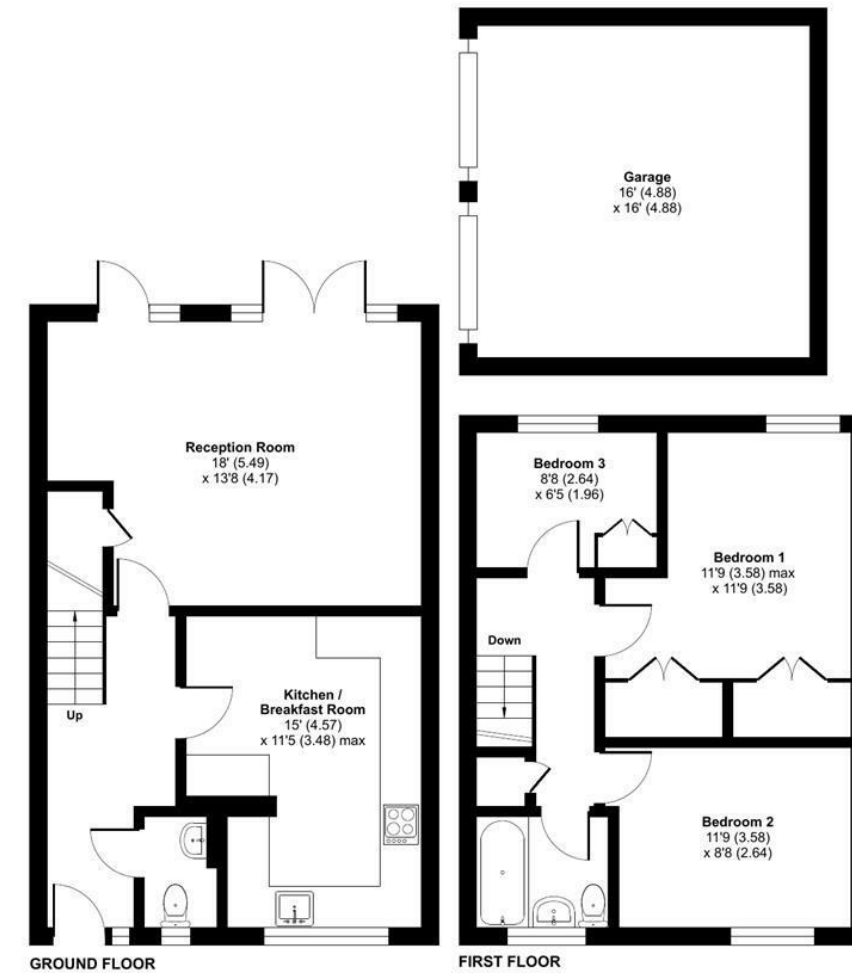 Garage
16' (4.88)
x 16' (4.88)
Reception Room
18' (5.49)
x 13'8 (4.17)
Bedroom 3
8'8 (2.64)
x 6'5 (1.96)
Bedroom 1
11'9 (3.58) max
x 11'9 (3.58)
Down
Kitchen /
Breakfast Room
15' (4.57)
x 11'5 (3.48) max
Up
Bedroom 2
11'9 (3.58)
x 8'8 (2.64)
GROUND FLOOR
FIRST FLOOR